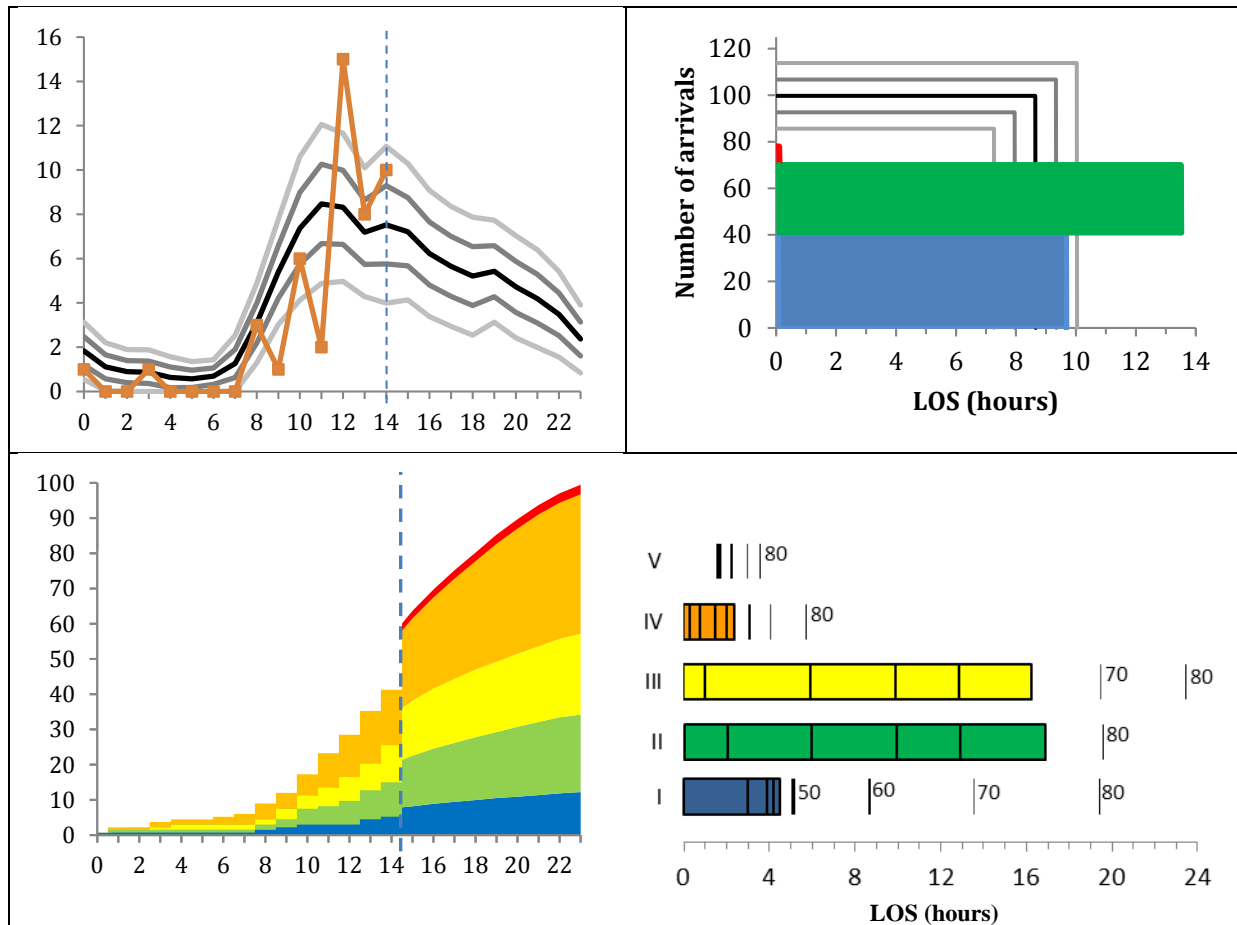 16
14
12
10
8
6
4
2
0
0 2 4 6 8 10 12 14 16 18 20 22
Number of arrivals
120
100
80
60
40
20
0
0 2 4 6 8 10 12 14
LOS (hours)
100
90
80
70
60
50
40
30
20
10
0
0 2 4 6 8 10 12 14 16 18 20 22
V 80
IV 80
III 70 80
II 80
I 50 60 70 80
0 4 8 12 16 20 24
LOS (hours)